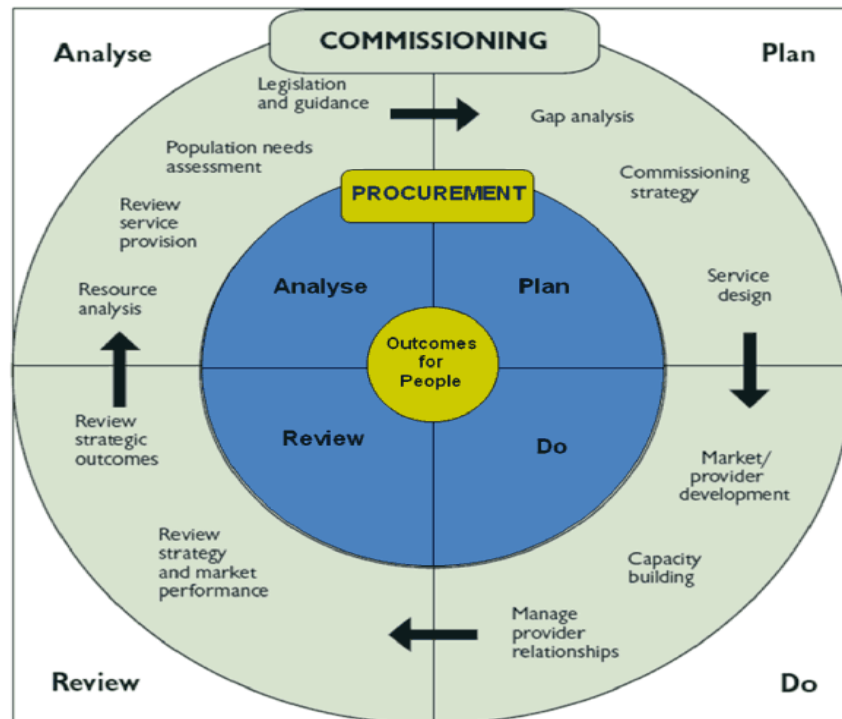 COMMISSIONING
Analyse
Plan
Legislation
and guidance
Gap analysis
Population needs
assessment
Commissioning
strategy
PROCUREMENT
Review
service
provision
Analyse
Plan
Service
design
Resource
analysis
Outcomes
for
People
Review
strategic
outcomes
Review
Do
Market/
provider
development
Review
strategy
and market
performance
Capacity
building
Manage
provider
relationships
Review
Do